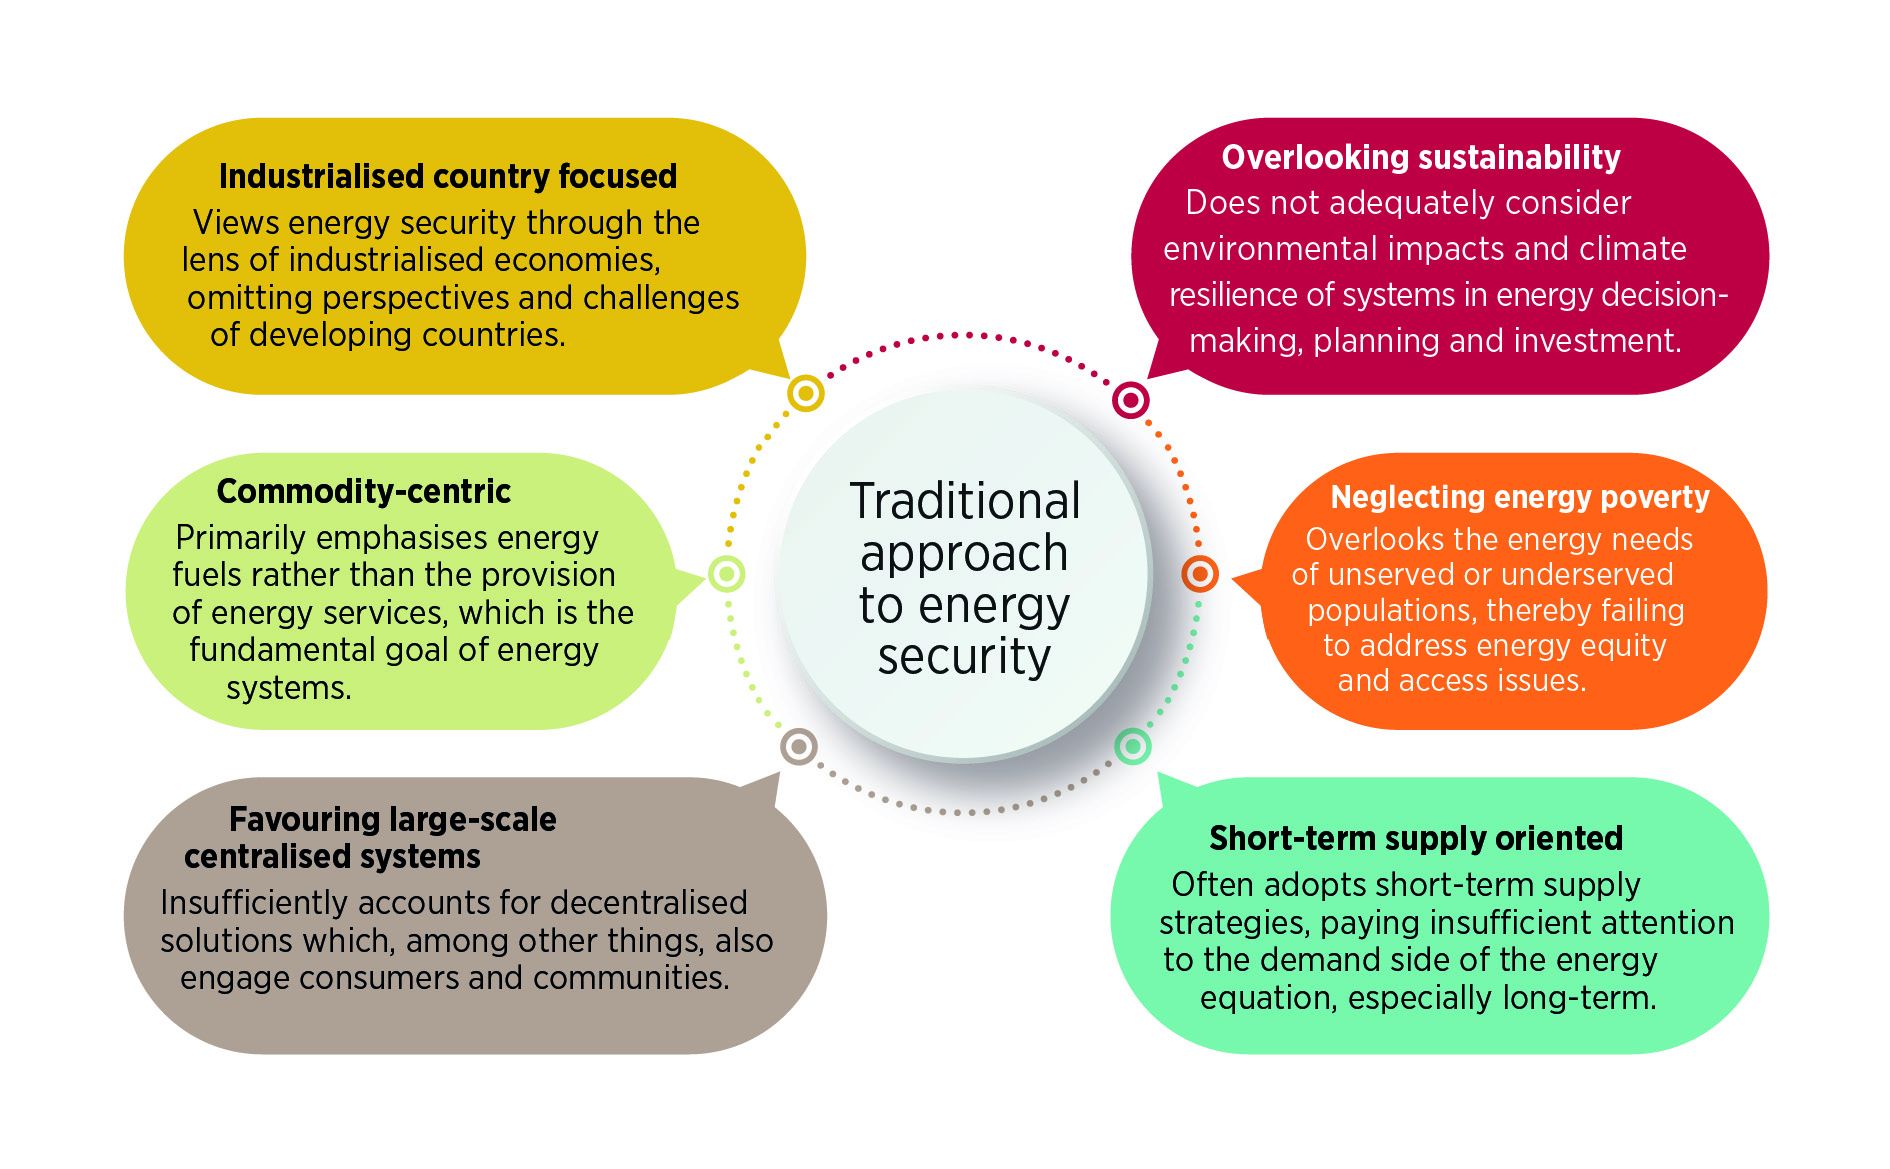 Industrialised country focused
Views energy security through the
lens of industrialised economies,
omitting perspectives and challenges
of developing countries.
Commodity-centric
Primarily emphasises energy
fuels rather than the provision
of energy services, which is the
fundamental goal of energy
systems.
Favouring large-scale
centralised systems
Insufficiently accounts for decentralised
solutions which, among other things, also
engage consumers and communities.
Traditional
approach
to energy
security
Overlooking sustainability
Does not adequately consider
environmental impacts and climate
resilience of systems in energy decision-
making, planning and investment.
Neglecting energy poverty
Overlooks the energy needs
of unserved or underserved
populations, thereby failing
to address energy equity
and access issues.
Short-term supply oriented
Often adopts short-term supply
strategies, paying insufficient attention
to the demand side of the energy
equation, especially long-term.